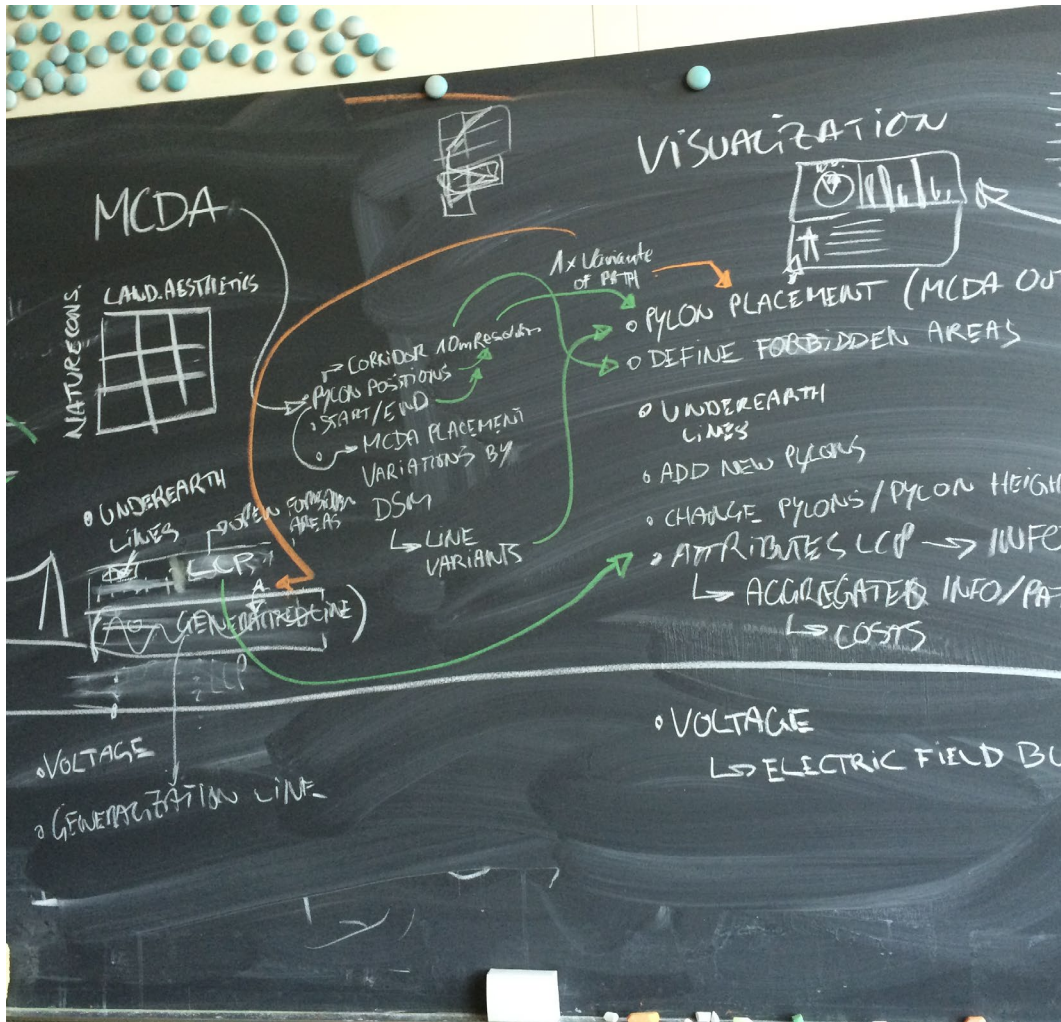 MCDA
LAND.AESTHETICS
NATURECONS.
CORRIDOR 10m Resolution
PYLON POSITIONS
START/END
MCDA PLACEMENT
VARIATIONS BY
DSM
LINE
VARIANTS
UNDEREARTH
LINES
OPEN FORBIDDEN
AREAS
LCP
(GENERALIZED LINE)
LCP
VOLTAGE
GENERALIZATION LINE
VISUALIZATION
1x Variante
OF PATH
PYLON PLACEMENT (MCDA OUT
DEFINE FORBIDDEN AREAS
UNDEREARTH
LINES
ADD NEW PYLONS
CHANGE PYLONS/PYLON HEIGH
ATTRIBUTES LCP → INFO
AGGREGATED INFO/PA
COSTS
VOLTAGE
ELECTRIC FIELD BU